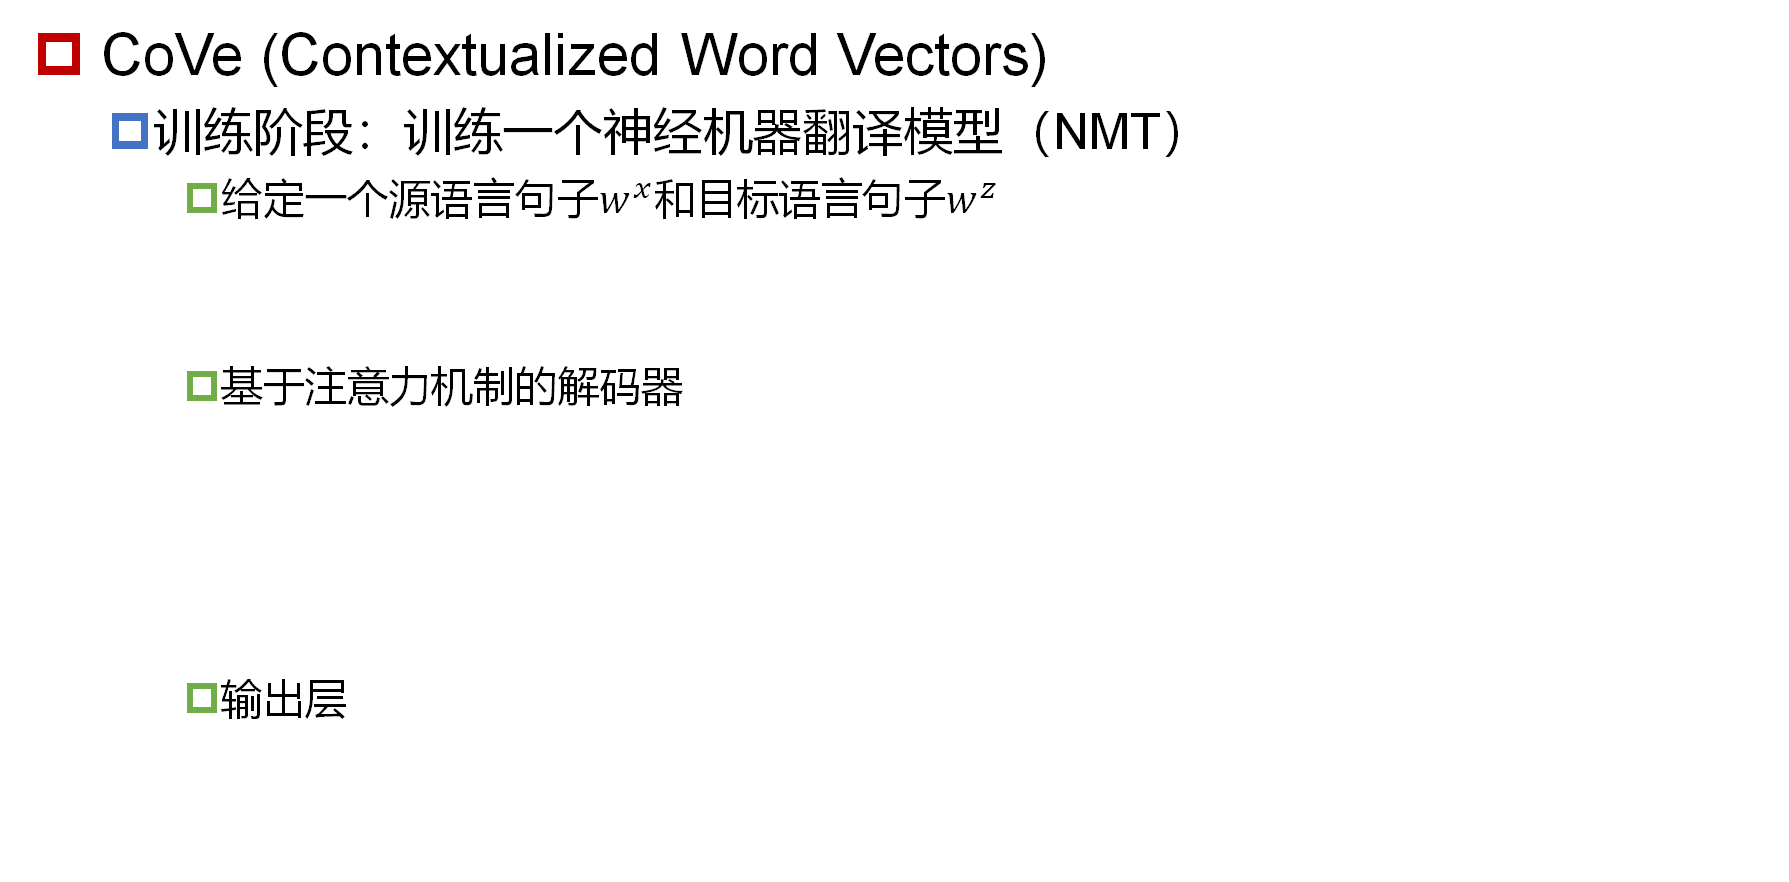 CoVe (Contextualized Word Vectors)
训练阶段：训练一个神经机器翻译模型（NMT）
给定一个源语言句子wˣ和目标语言句子wᶻ
基于注意力机制的解码器
输出层